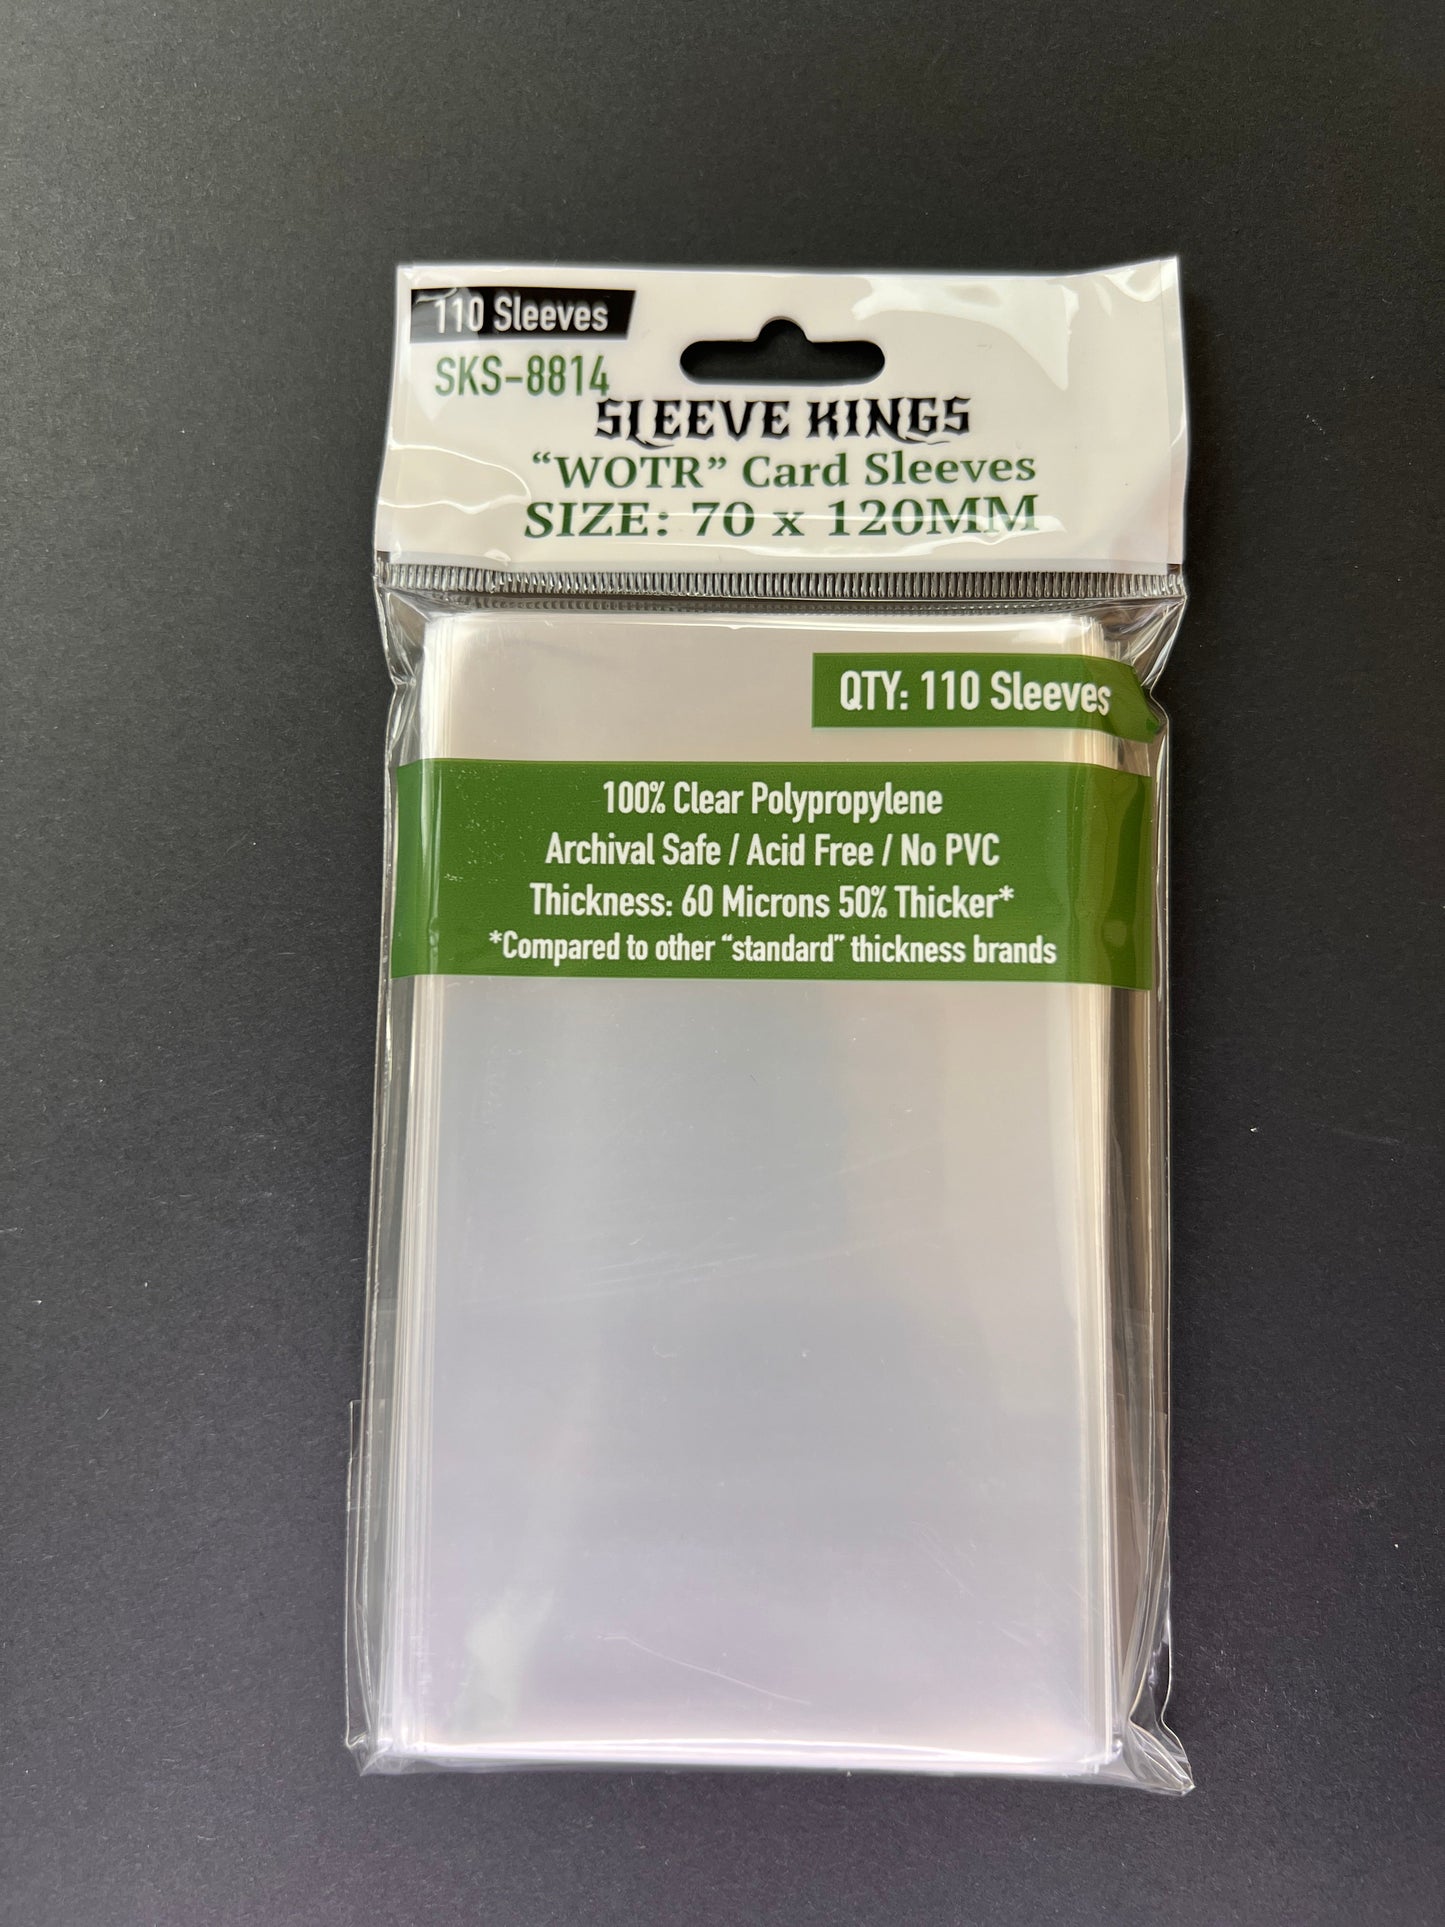 110 Sleeves
SKS-8814
SLEEVE KINGS
“WOTR” Card Sleeves
SIZE: 70 x 120MM
QTY: 110 Sleeves
100% Clear Polypropylene
Archival Safe / Acid Free / No PVC
Thickness: 60 Microns 50% Thicker*
*Compared to other “standard” thickness brands